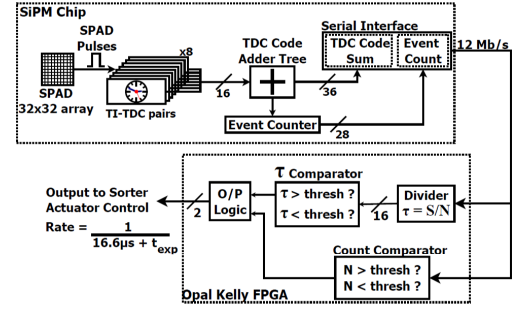 SiPM Chip
SPAD
Pulses
SPAD
32x32 array
x8
TI-TDC pairs
16
TDC Code
Adder Tree
Event Counter
28
36
Serial Interface
TDC Code
Sum
Event
Count
12 Mb/s
Output to Sorter
Actuator Control
Rate =
1
16.6µs + t exp
2
O/P
Logic
τ Comparator
τ > thresh ?
τ < thresh ?
16
Divider
τ = S/N
Count Comparator
N > thresh ?
N < thresh ?
Opal Kelly FPGA